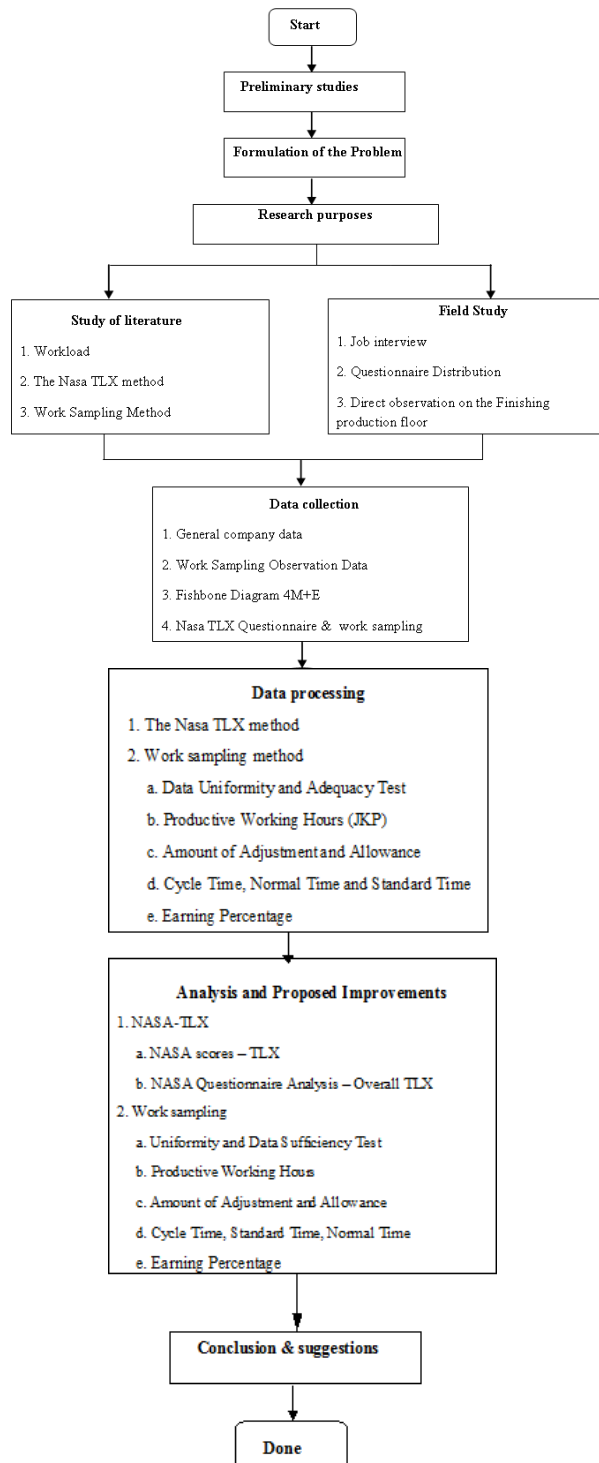 Start
Preliminary studies
Formulation of the Problem
Research purposes
Study of literature
1. Workload
2. The Nasa TLX method
3. Work Sampling Method
Field Study
1. Job interview
2. Questionnaire Distribution
3. Direct observation on the Finishing
production floor
Data collection
1. General company data
2. Work Sampling Observation Data
3. Fishbone Diagram 4M+E
4. Nasa TLX Questionnaire & work sampling
Data processing
1. The Nasa TLX method
2. Work sampling method
a. Data Uniformity and Adequacy Test
b. Productive Working Hours (JKP)
c. Amount of Adjustment and Allowance
d. Cycle Time, Normal Time and Standard Time
e. Earning Percentage
Analysis and Proposed Improvements
1. NASA-TLX
a. NASA scores – TLX
b. NASA Questionnaire Analysis – Overall TLX
2. Work sampling
a. Uniformity and Data Sufficiency Test
b. Productive Working Hours
c. Amount of Adjustment and Allowance
d. Cycle Time, Standard Time, Normal Time
e. Earning Percentage
Conclusion & suggestions
Done